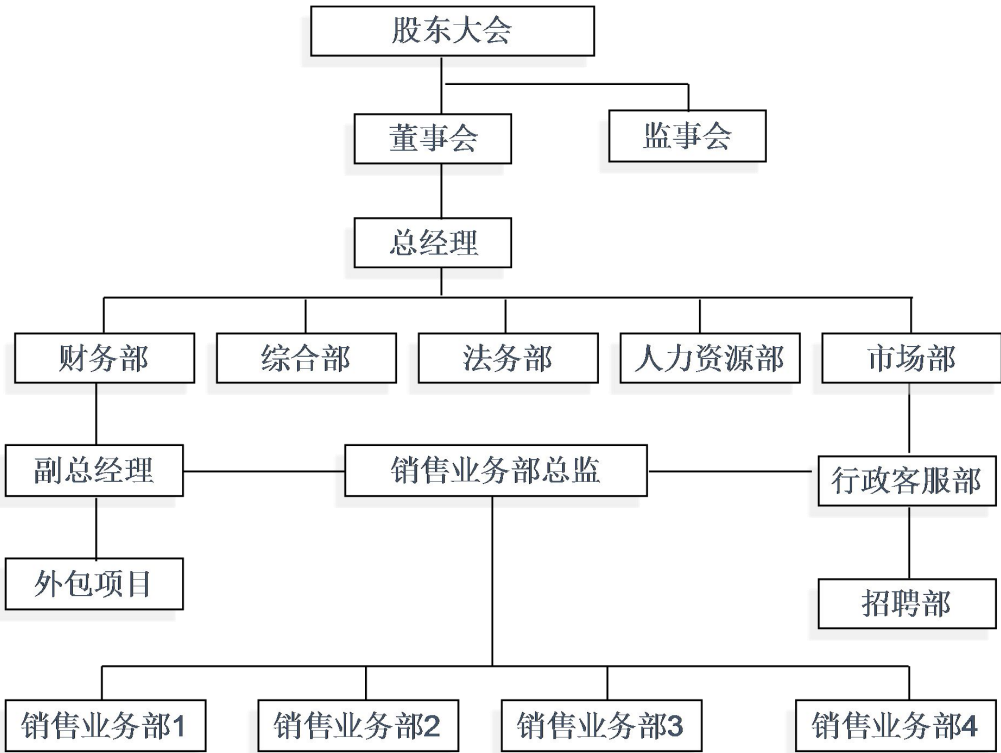 股东大会
董事会
监事会
总经理
财务部
综合部
法务部
人力资源部
市场部
副总经理
销售业务部总监
行政客服部
外包项目
招聘部
销售业务部1
销售业务部2
销售业务部3
销售业务部4